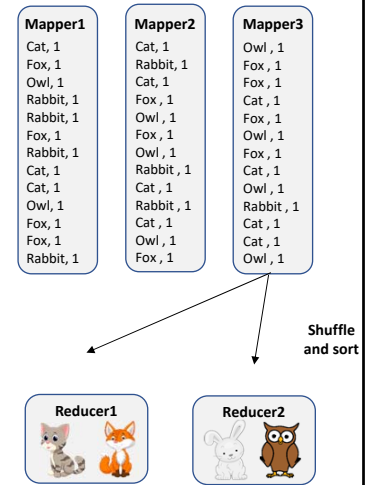 Mapper1
Cat, 1
Fox, 1
Owl, 1
Rabbit, 1
Rabbit, 1
Fox, 1
Rabbit, 1
Cat, 1
Cat, 1
Owl, 1
Fox, 1
Fox, 1
Rabbit, 1
Mapper2
Cat, 1
Rabbit, 1
Cat, 1
Fox , 1
Owl , 1
Fox , 1
Owl , 1
Rabbit , 1
Cat , 1
Rabbit , 1
Cat , 1
Owl , 1
Fox , 1
Mapper3
Owl , 1
Fox , 1
Fox , 1
Cat , 1
Fox , 1
Owl , 1
Fox , 1
Cat , 1
Owl , 1
Rabbit , 1
Cat , 1
Cat , 1
Owl , 1
Shuffle
and sort
Reducer1
Reducer2